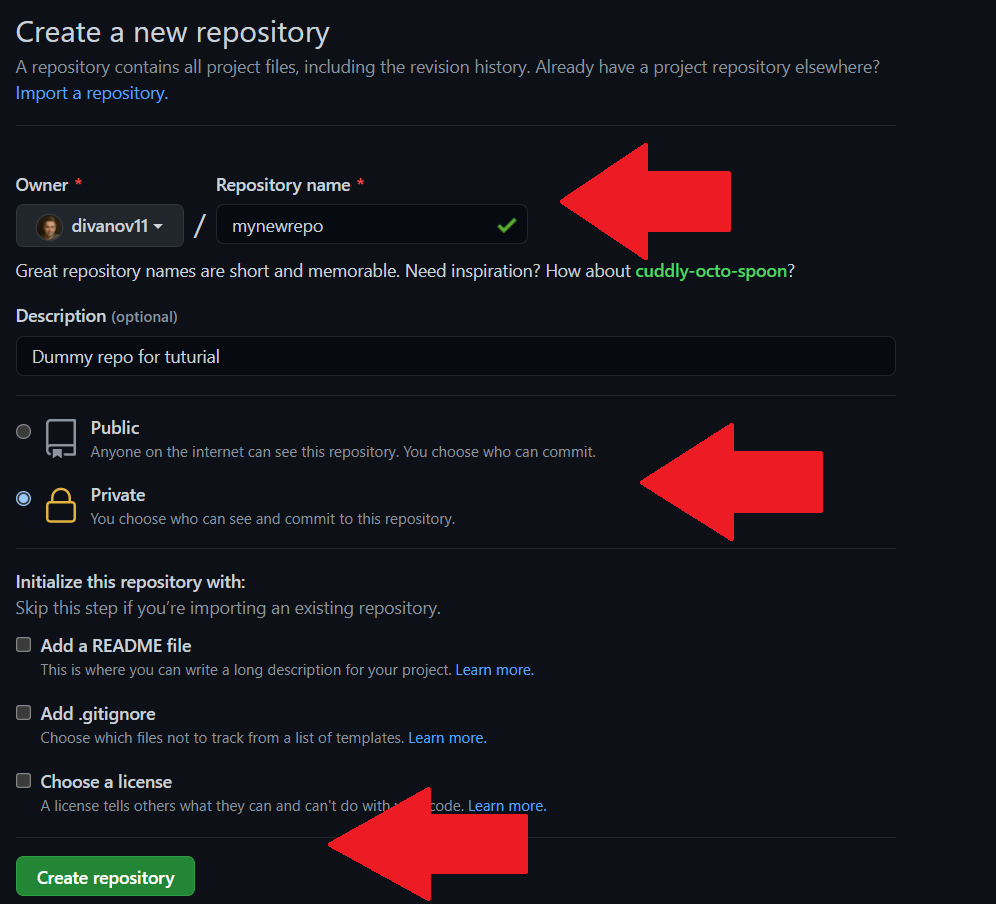 Create a new repository
A repository contains all project files, including the revision history. Already have a project repository elsewhere?
Import a repository.
Owner * Repository name *
divanov11 / mynewrepo
Great repository names are short and memorable. Need inspiration? How about cuddly-octo-spoon?
Description (optional)
Dummy repo for tuturial
Public
Anyone on the internet can see this repository. You choose who can commit.
Private
You choose who can see and commit to this repository.
Initialize this repository with:
Skip this step if you’re importing an existing repository.
Add a README file
This is where you can write a long description for your project. Learn more.
Add .gitignore
Choose which files not to track from a list of templates. Learn more.
Choose a license
A license tells others what they can and can't do with code. Learn more.
Create repository